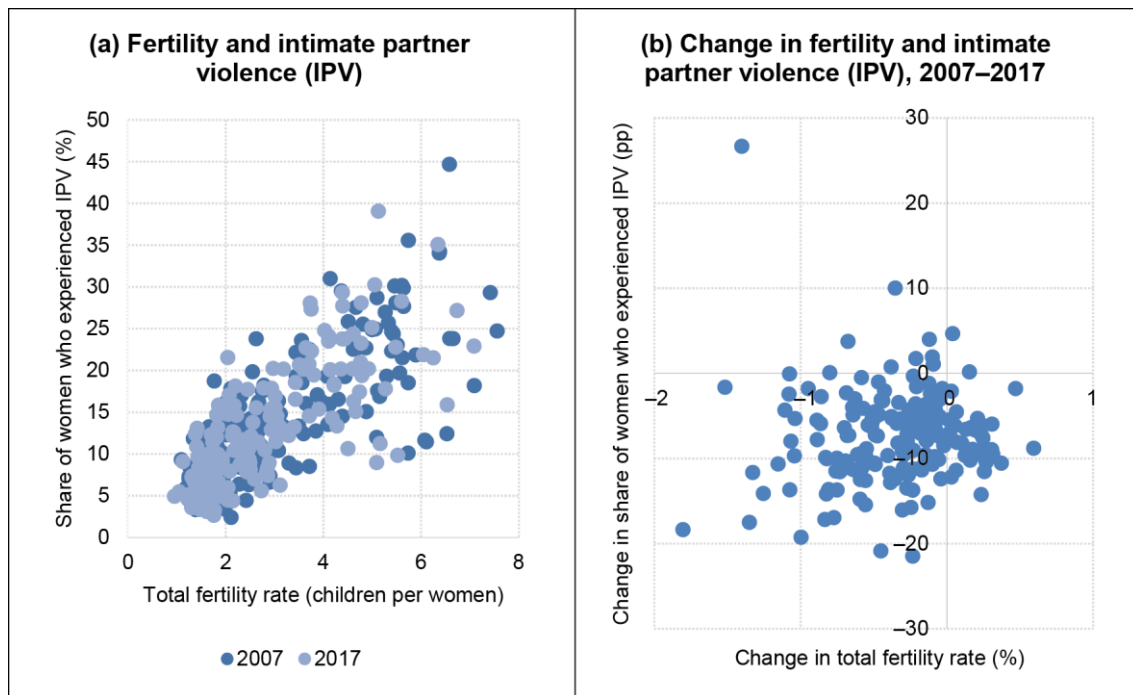 (a) Fertility and intimate partner
violence (IPV)
Share of women who experienced IPV (%)
50
45
40
35
30
25
20
15
10
5
0
0 2 4 6 8
Total fertility rate (children per women)
2007 2017
(b) Change in fertility and intimate
partner violence (IPV), 2007–2017
Change in share of women who experienced IPV (pp)
30
20
10
0
–2 –1 0 1
–10
–20
–30
Change in total fertility rate (%)